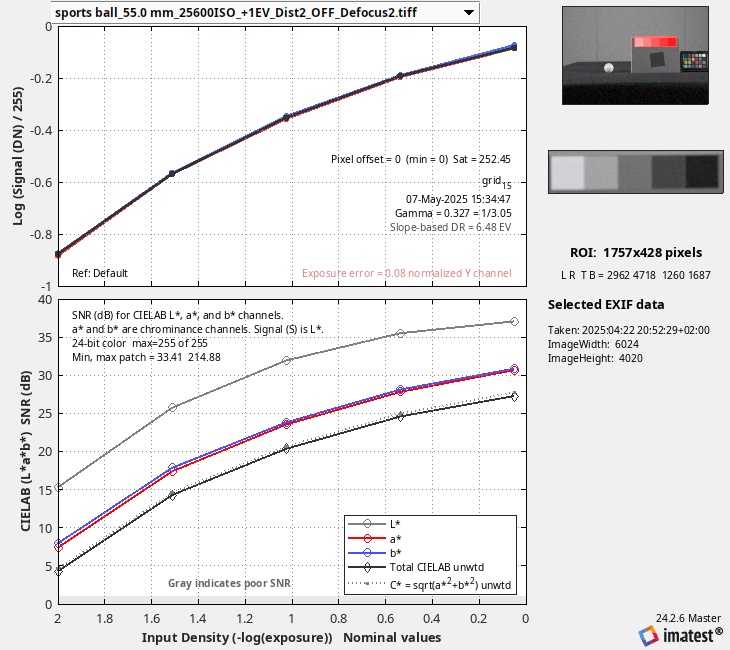 sports ball_55.0 mm_25600ISO_+1EV_Dist2_OFF_Defocus2.tiff
0
-0.2
-0.4
-0.6
-0.8
-1
Log (Signal (DN) / 255)
Pixel offset = 0 (min = 0) Sat = 252.45
grid_15
07-May-2025 15:34:47
Gamma = 0.327 = 1/3.05
Slope-based DR = 6.48 EV
Ref: Default
Exposure error = 0.08 normalized Y channel
40
35
30
25
20
15
10
5
0
CIELAB (L*a*b*) SNR (dB)
SNR (dB) for CIELAB L*, a*, and b* channels.
a* and b* are chrominance channels. Signal (S) is L*.
24-bit color max=255 of 255
Min, max patch = 33.41 214.88
L*
a*
b*
Total CIELAB unwtd
C* = sqrt(a*2+b*2) unwtd
Gray indicates poor SNR
2 1.8 1.6 1.4 1.2 1 0.8 0.6 0.4 0.2 0
Input Density (-log(exposure)) Nominal values
ROI: 1757x428 pixels
L R T B = 2962 4718 1260 1687
Selected EXIF data
Taken: 2025:04:22 20:52:29+02:00
ImageWidth: 6024
ImageHeight: 4020
24.2.6 Master
imatest®